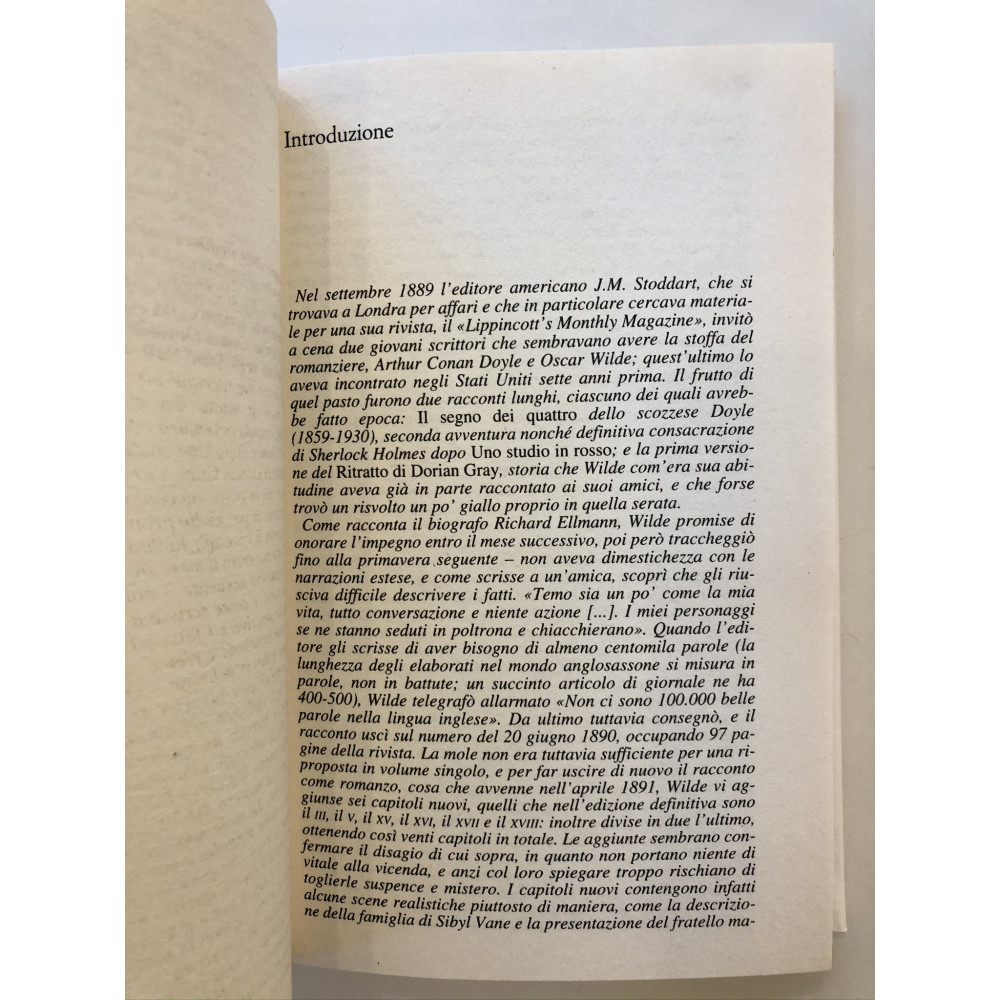 Introduzione
Nel settembre 1889 l'editore americano J.M. Stoddart, che si
trovava a Londra per affari e che in particolare cercava materia-
le per una sua rivista, il «Lippincott's Monthly Magazine», invitò
a cena due giovani scrittori che sembravano avere la stoffa del
romanziere, Arthur Conan Doyle e Oscar Wilde; quest'ultimo lo
aveva incontrato negli Stati Uniti sette anni prima. Il frutto di
quel pasto furono due racconti lunghi, ciascuno dei quali avreb-
be fatto epoca: Il segno dei quattro dello scozzese Doyle
(1859-1930), seconda avventura nonché definitiva consacrazione
di Sherlock Holmes dopo Uno studio in rosso; e la prima versio-
ne del Ritratto di Dorian Gray, storia che Wilde com'era sua abi-
tudine aveva già in parte raccontato ai suoi amici, e che forse
trovò un risvolto un po' giallo proprio in quella serata.
Come racconta il biografo Richard Ellmann, Wilde promise di
onorare l'impegno entro il mese successivo, poi però traccheggiò
fino alla primavera seguente – non aveva dimestichezza con le
narrazioni estese, e come scrisse a un'amica, scoprì che gli riu-
sciva difficile descrivere i fatti. «Temo sia un po' come la mia
vita, tutto conversazione e niente azione [...]. I miei personaggi
se ne stanno seduti in poltrona e chiacchierano». Quando l'edi-
tore gli scrisse di aver bisogno di almeno centomila parole (la
lunghezza degli elaborati nel mondo anglosassone si misura in
parole, non in battute; un succinto articolo di giornale ne ha
400-500), Wilde telegrafò allarmato «Non ci sono 100.000 belle
parole nella lingua inglese». Da ultimo tuttavia consegnò, e il
racconto uscì sul numero del 20 giugno 1890, occupando 97 pa-
gine della rivista. La mole non era tuttavia sufficiente per una ri-
proposta in volume singolo, e per far uscire di nuovo il racconto
come romanzo, cosa che avvenne nell'aprile 1891, Wilde vi ag-
giunse sei capitoli nuovi, quelli che nell'edizione definitiva sono
il III, il V, il XV, il XVI, il XVII e il XVIII: inoltre divise in due l'ultimo,
ottenendo così venti capitoli in totale. Le aggiunte sembrano con-
fermare il disagio di cui sopra, in quanto non portano niente di
vitale alla vicenda, e anzi col loro spiegare troppo rischiano di
toglierle suspence e mistero. I capitoli nuovi contengono infatti
alcune scene realistiche piuttosto di maniera, come la descrizio-
ne della famiglia di Sibyl Vane e la presentazione del fratello ma-